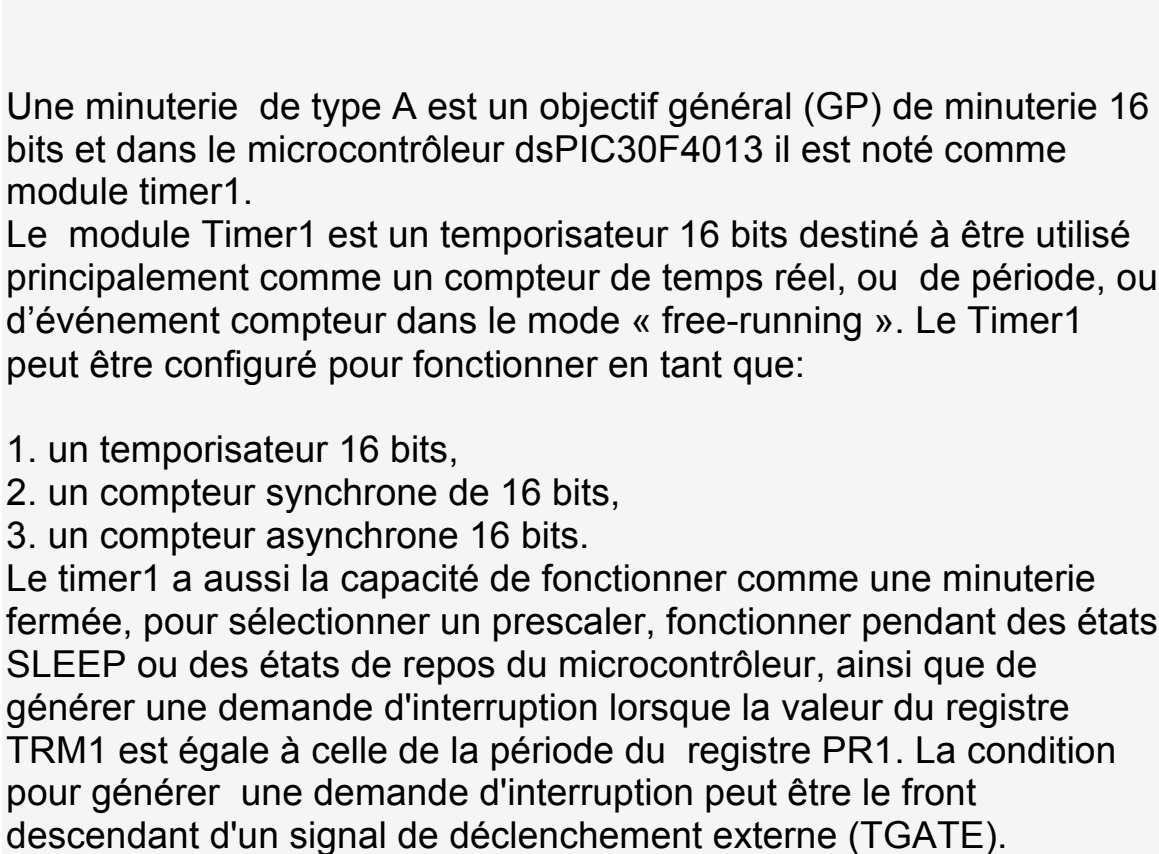 Une minuterie  de type A est un objectif général (GP) de minuterie 16
bits et dans le microcontrôleur dsPIC30F4013 il est noté comme
module timer1.
Le  module Timer1 est un temporisateur 16 bits destiné à être utilisé
principalement comme un compteur de temps réel, ou  de période, ou
d’événement compteur dans le mode « free-running ». Le Timer1
peut être configuré pour fonctionner en tant que:
1. un temporisateur 16 bits,
2. un compteur synchrone de 16 bits,
3. un compteur asynchrone 16 bits.
Le timer1 a aussi la capacité de fonctionner comme une minuterie
fermée, pour sélectionner un prescaler, fonctionner pendant des états
SLEEP ou des états de repos du microcontrôleur, ainsi que de
générer une demande d'interruption lorsque la valeur du registre
TRM1 est égale à celle de la période du  registre PR1. La condition
pour générer  une demande d'interruption peut être le front
descendant d'un signal de déclenchement externe (TGATE).